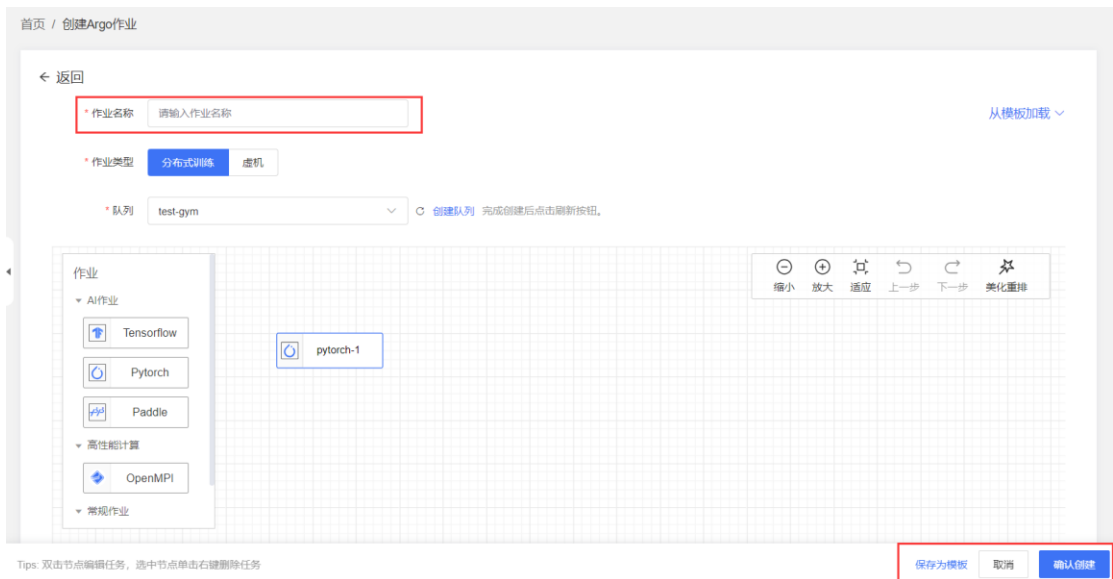 首页 / 创建Argo作业
← 返回
* 作业名称 请输入作业名称 从模板加载
* 作业类型 分布式训练 虚机
* 队列 test-gym 创建队列 完成创建后点击刷新按钮。
作业
AI作业
Tensorflow
Pytorch
Paddle
高性能计算
OpenMPI
常规作业
pytorch-1
缩小 放大 适应 上一步 下一步 美化重排
Tips: 双击节点编辑任务，选中节点单击右键删除任务 保存为模板 取消 确认创建